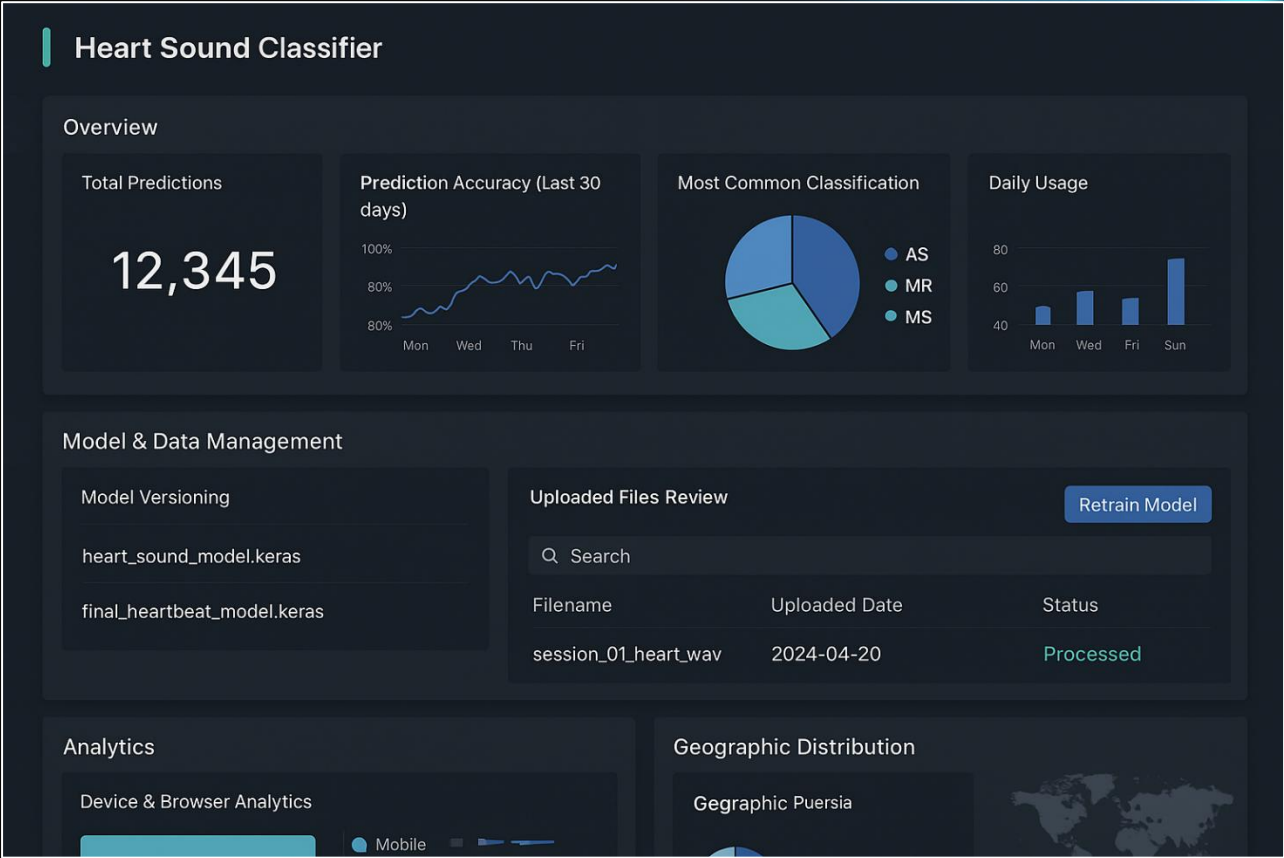 Heart Sound Classifier
Overview
Total Predictions
12,345
Prediction Accuracy (Last 30
days)
100%
80%
80%
Mon Wed Thu Fri
Most Common Classification
AS
MR
MS
Daily Usage
80
60
40
Mon Wed Fri Sun
Model & Data Management
Model Versioning
heart_sound_model.keras
final_heartbeat_model.keras
Uploaded Files Review
Retrain Model
Search
Filename Uploaded Date Status
session_01_heart_wav 2024-04-20 Processed
Analytics
Device & Browser Analytics
Mobile
Geographic Distribution
Gegraphic Puersia